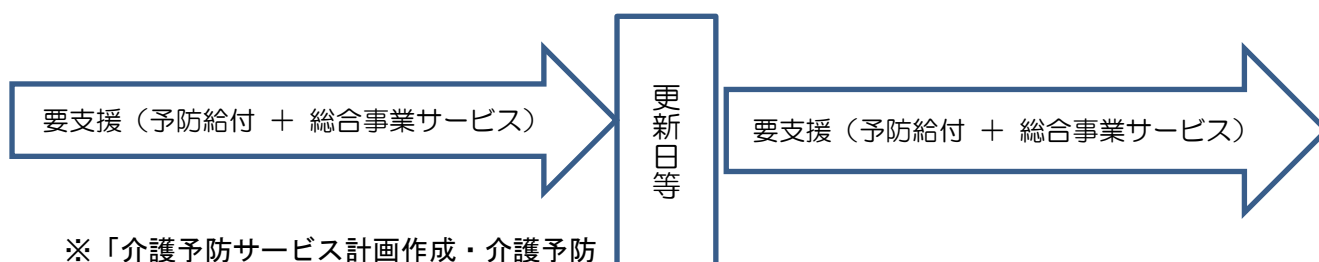 要支援（予防給付 ＋ 総合事業サービス）
更新日等
要支援（予防給付 ＋ 総合事業サービス）
※「介護予防サービス計画作成・介護予防